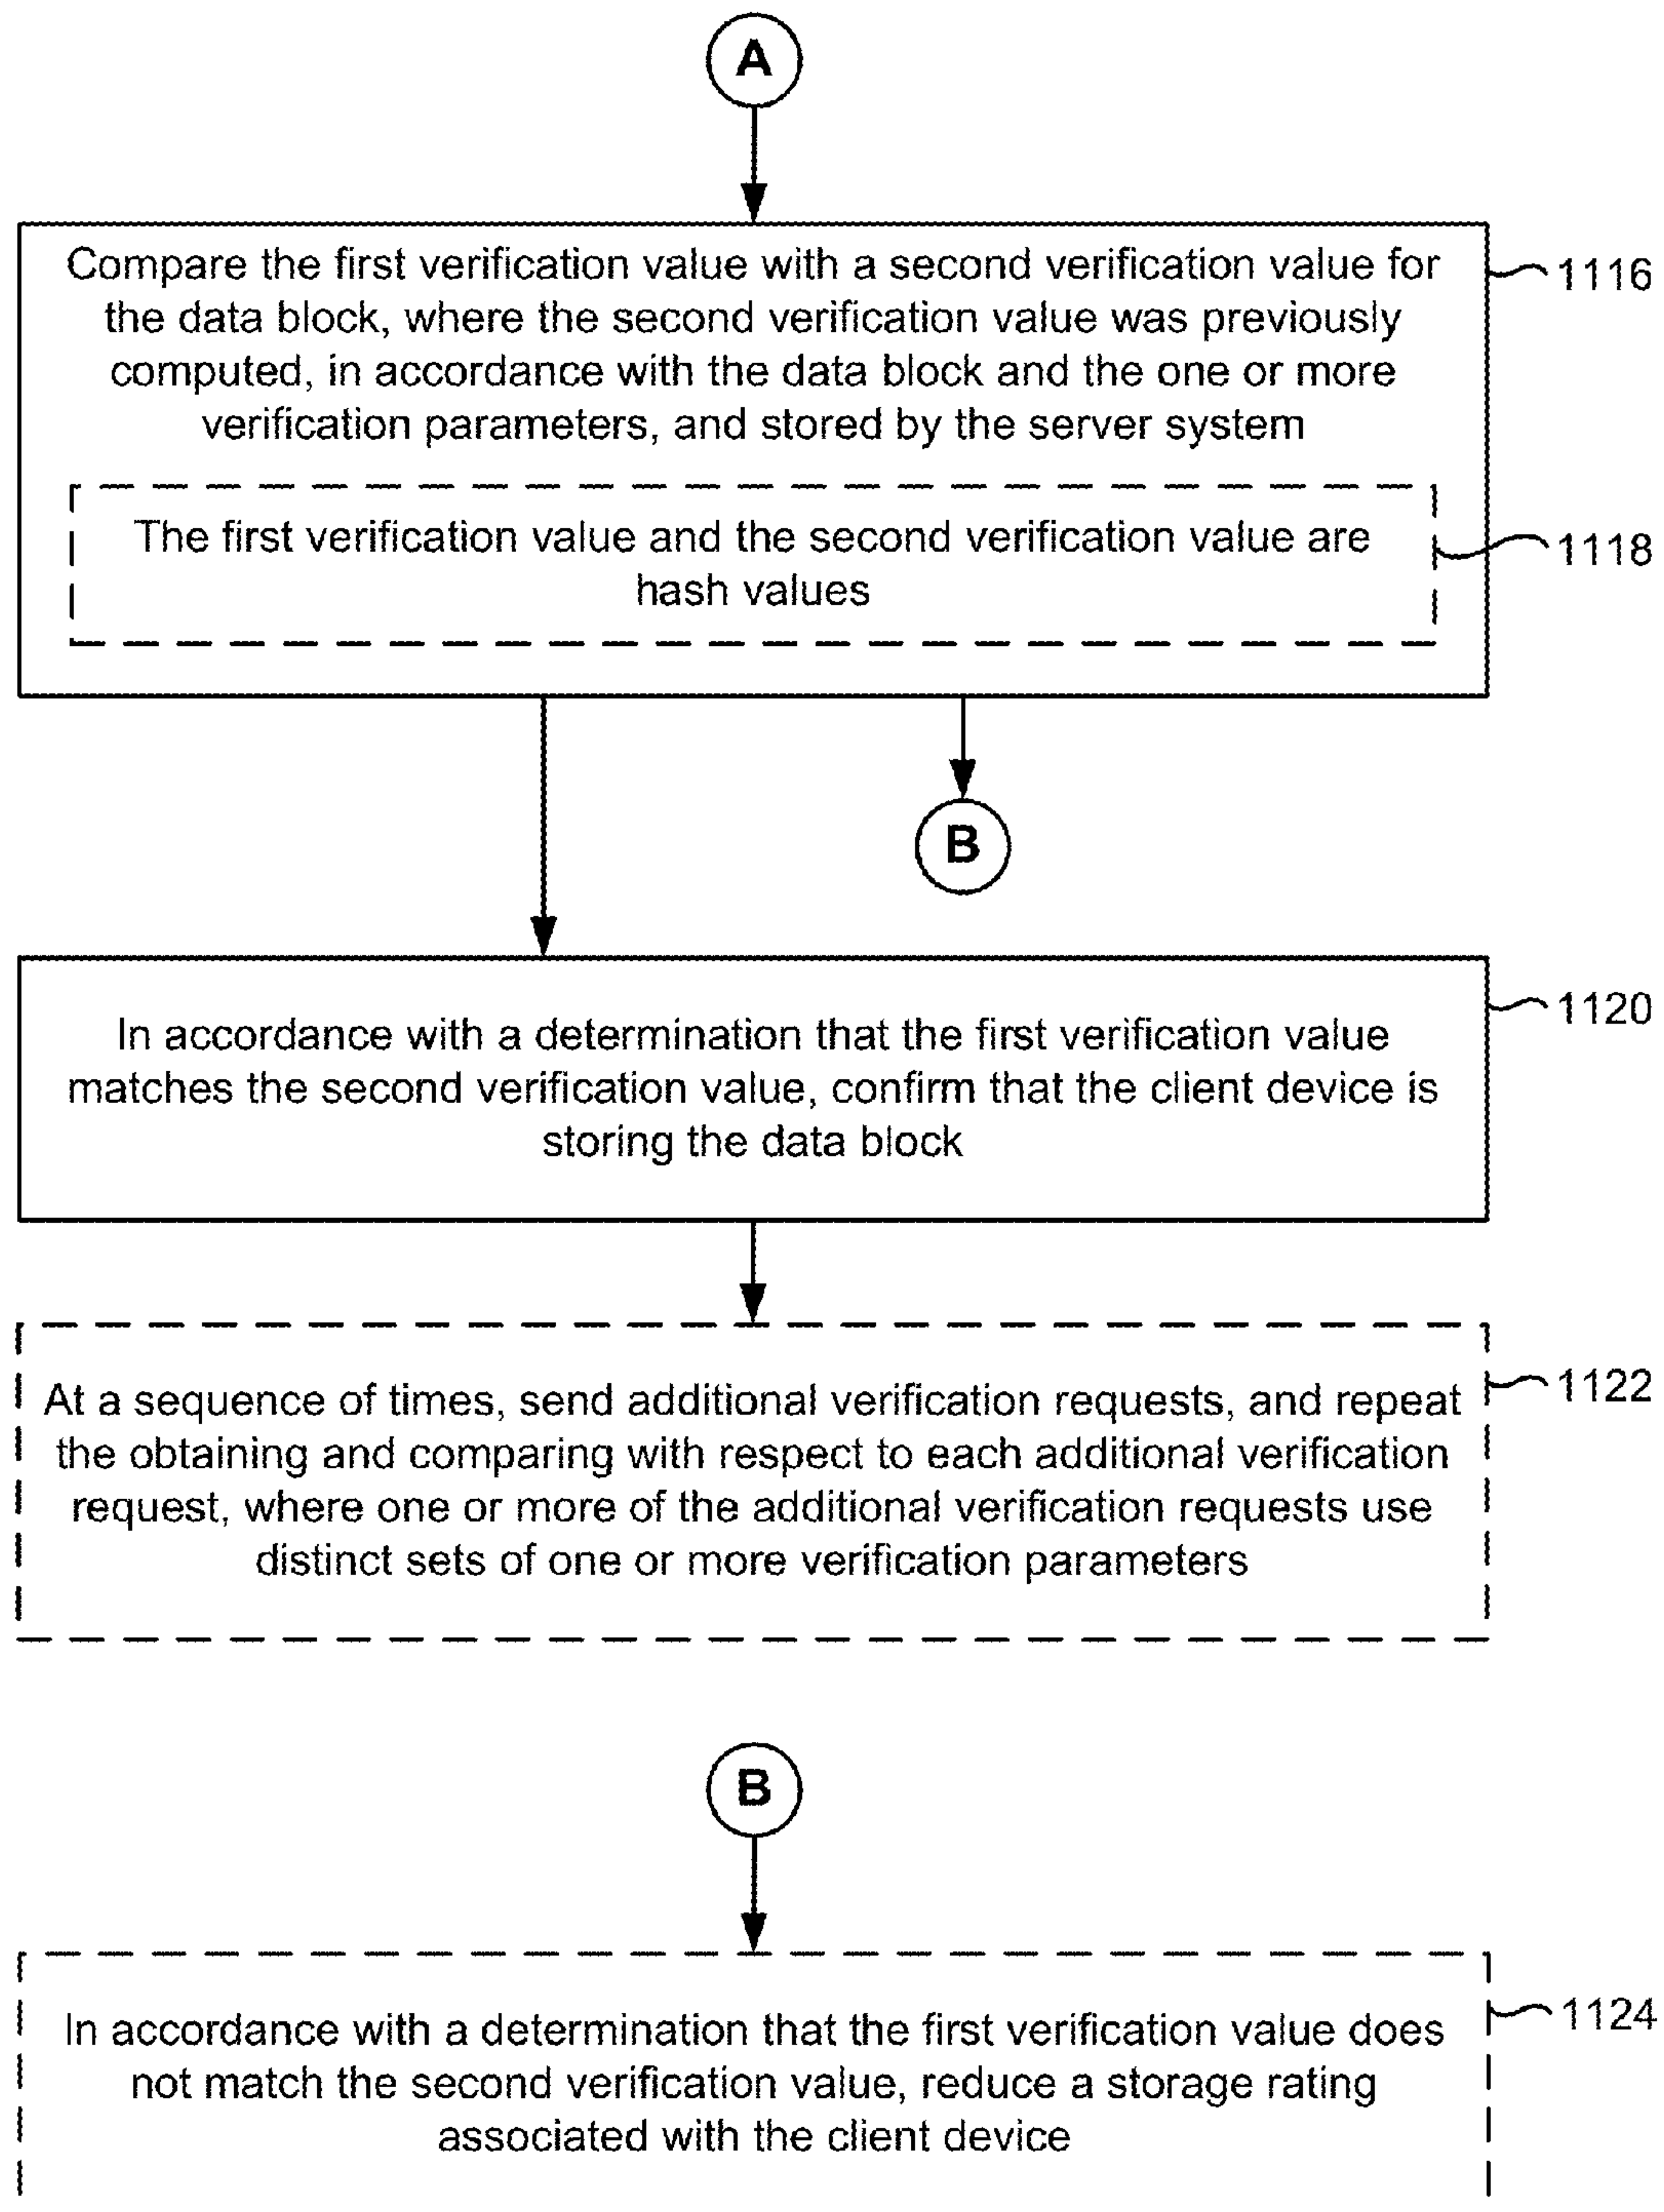 A
Compare the first verification value with a second verification value for
the data block, where the second verification value was previously
computed, in accordance with the data block and the one or more
verification parameters, and stored by the server system
1116
The first verification value and the second verification value are
hash values
1118
B
In accordance with a determination that the first verification value
matches the second verification value, confirm that the client device is
storing the data block
1120
At a sequence of times, send additional verification requests, and repeat
the obtaining and comparing with respect to each additional verification
request, where one or more of the additional verification requests use
distinct sets of one or more verification parameters
1122
B
In accordance with a determination that the first verification value does
not match the second verification value, reduce a storage rating
associated with the client device
1124